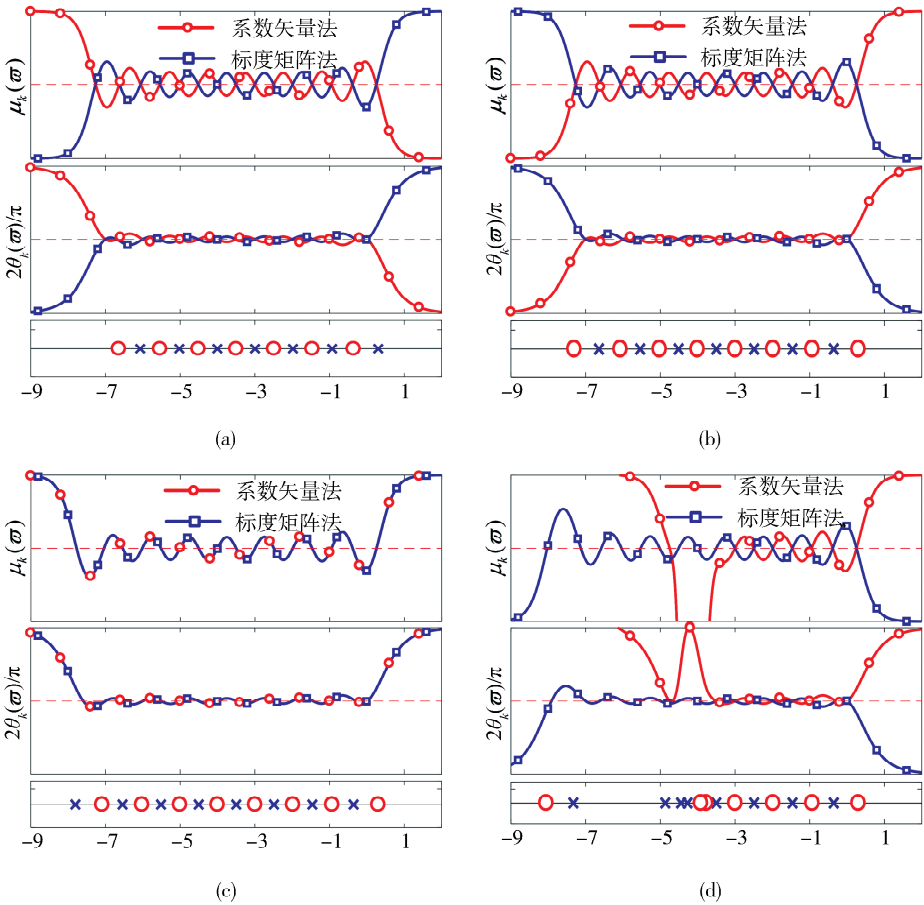 系数矢量法
标度矩阵法
μk(ϖ)
2θk(ϖ)/π
-9 -7 -5 -3 -1 1
(a)
系数矢量法
标度矩阵法
μk(ϖ)
2θk(ϖ)/π
-9 -7 -5 -3 -1 1
(b)
系数矢量法
标度矩阵法
μk(ϖ)
2θk(ϖ)/π
-9 -7 -5 -3 -1 1
(c)
系数矢量法
标度矩阵法
μk(ϖ)
2θk(ϖ)/π
-9 -7 -5 -3 -1 1
(d)